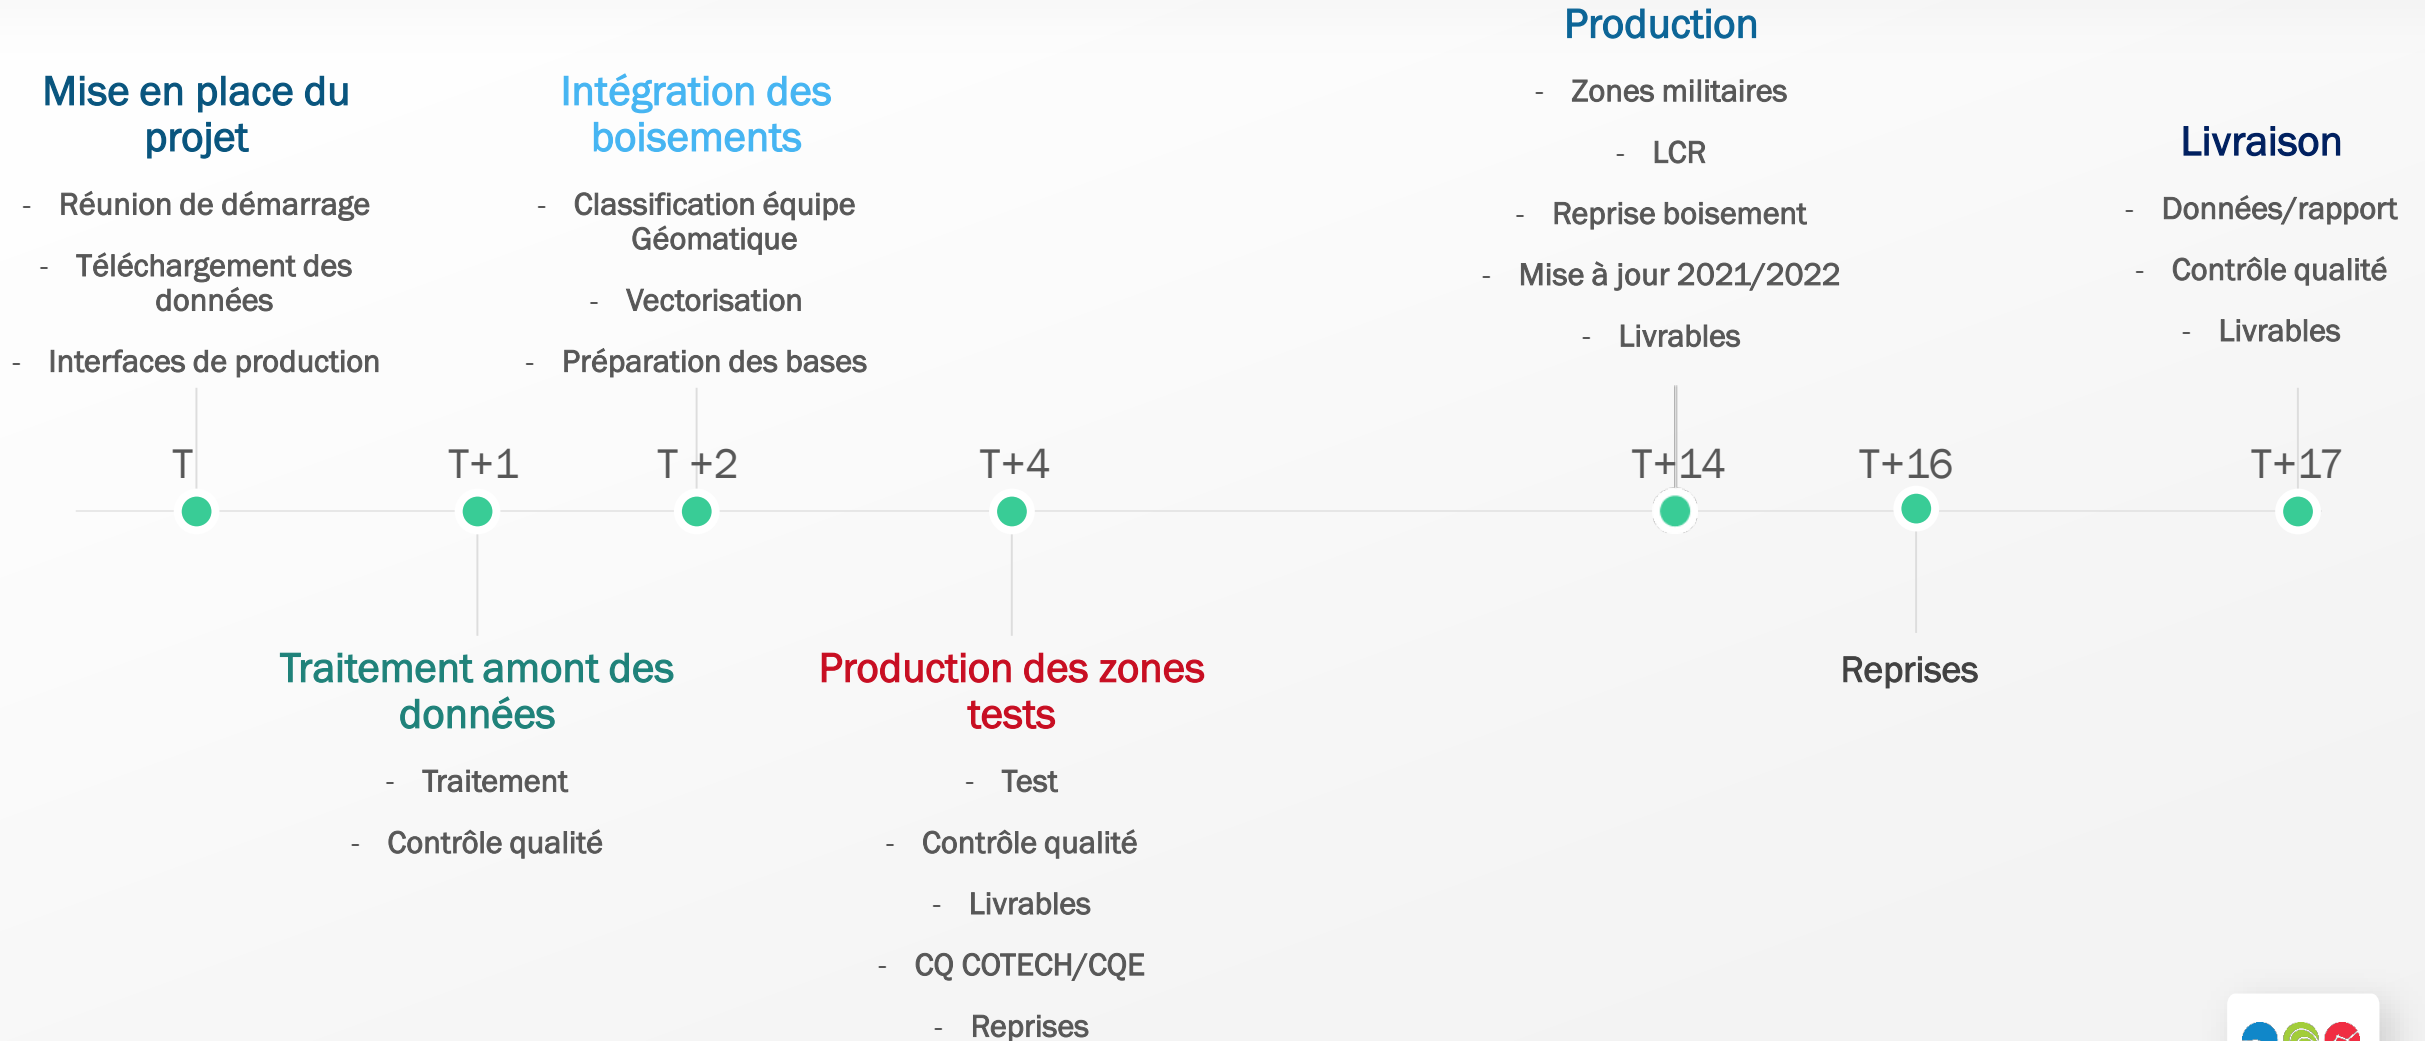 Mise en place du
projet
- Réunion de démarrage
- Téléchargement des
données
- Interfaces de production
T
Intégration des
boisements
- Classification équipe
Géomatique
- Vectorisation
- Préparation des bases
T +2
Production
- Zones militaires
- LCR
- Reprise boisement
- Mise à jour 2021/2022
- Livrables
T+14
Livraison
- Données/rapport
- Contrôle qualité
- Livrables
T+17
T+1
Traitement amont des
données
- Traitement
- Contrôle qualité
T+4
Production des zones
tests
- Test
- Contrôle qualité
- Livrables
- CQ COTECH/CQE
- Reprises
T+16
Reprises